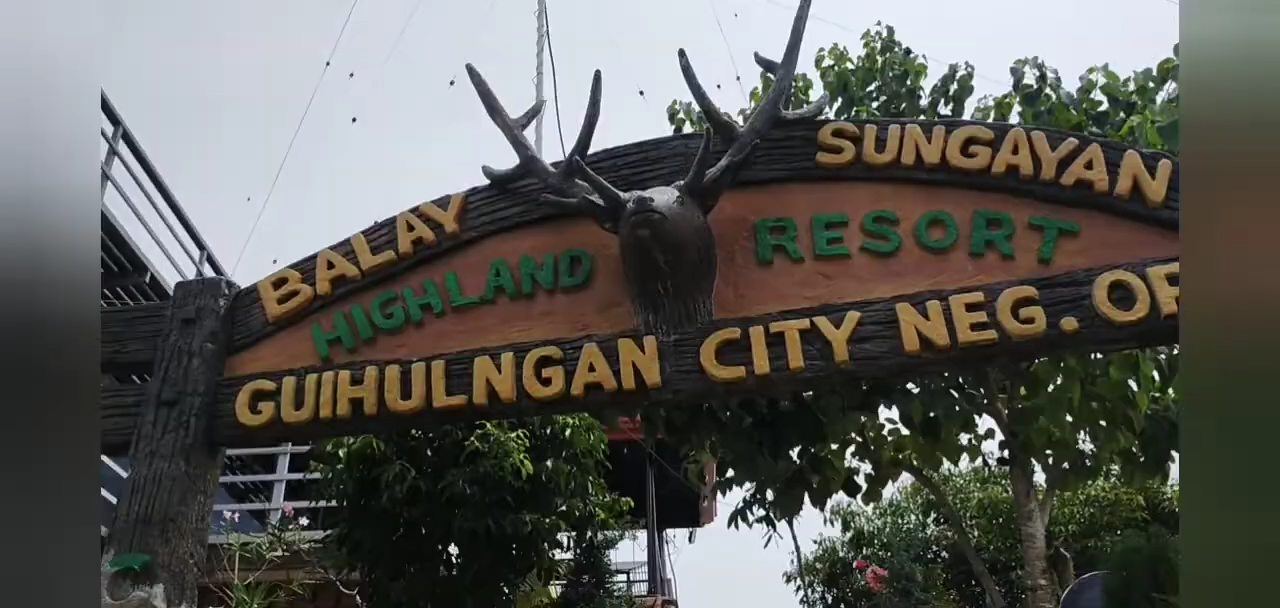 BALAY SUNGAYAN
HIGHLAND RESORT
GUIHULNGAN CITY NEG. OR